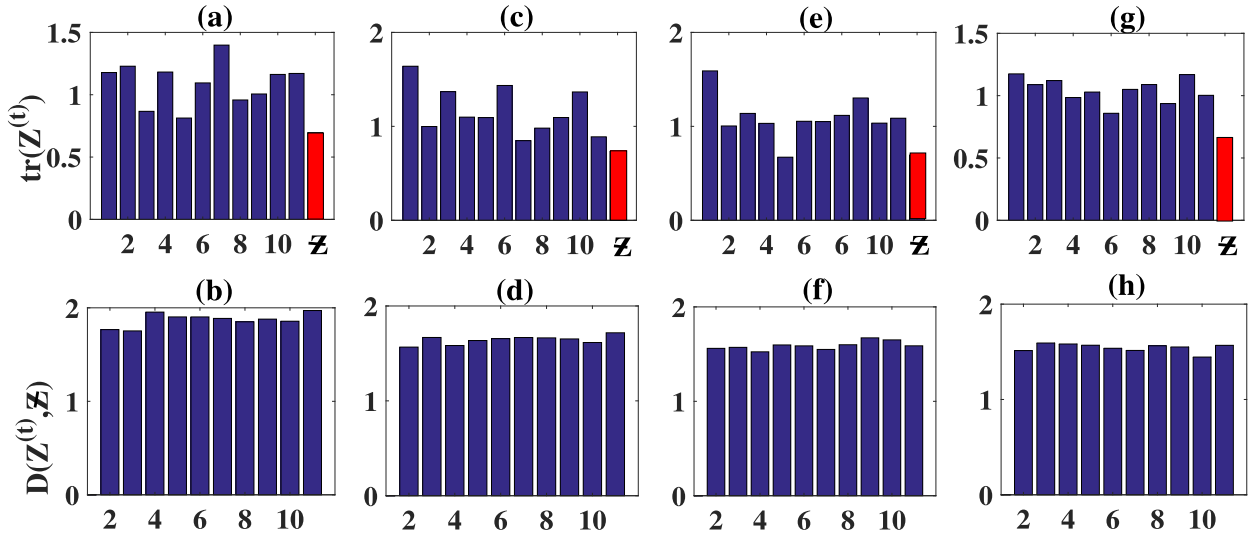 (a) (c) (e) (g)
1.5 2 2 1.5
1 1 1 1
0.5 0.5
0 0 0 0
tr(Z^(t))
2 4 6 8 10 Ƶ 2 4 6 8 10 Ƶ 2 4 6 8 10 Ƶ 2 4 6 8 10 Ƶ
(b) (d) (f) (h)
2 2 2 2
1 1 1 1
0 0 0 0
D(Z^(t),Ƶ)
2 4 6 8 10 2 4 6 8 10 2 4 6 8 10 2 4 6 8 10